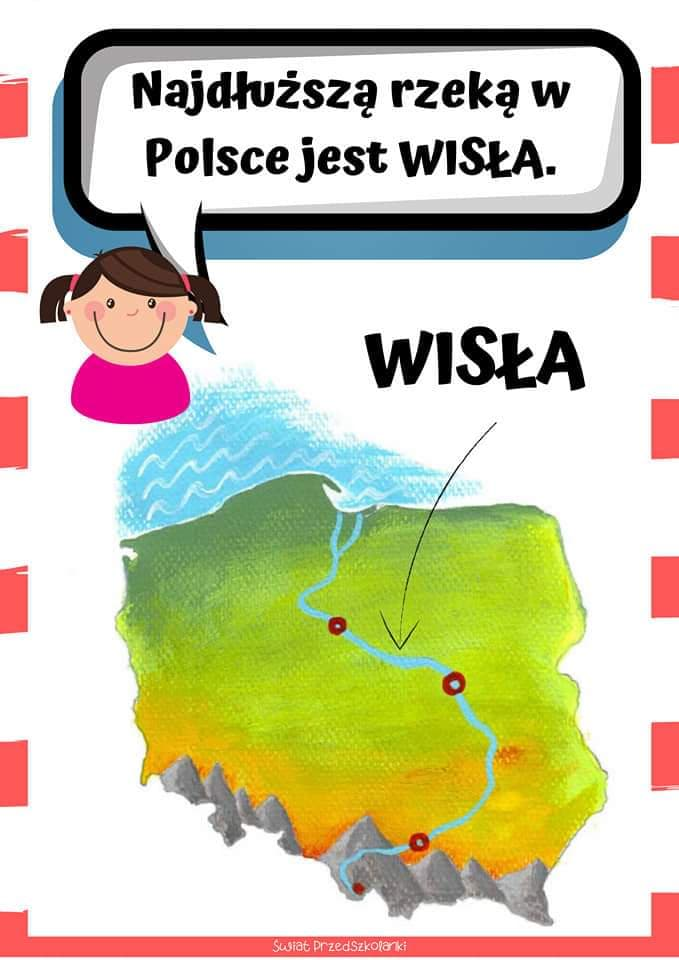 Najdłuższą rzeką w
Polsce jest WISŁA.
WISŁA
Świat Przedszkolanki